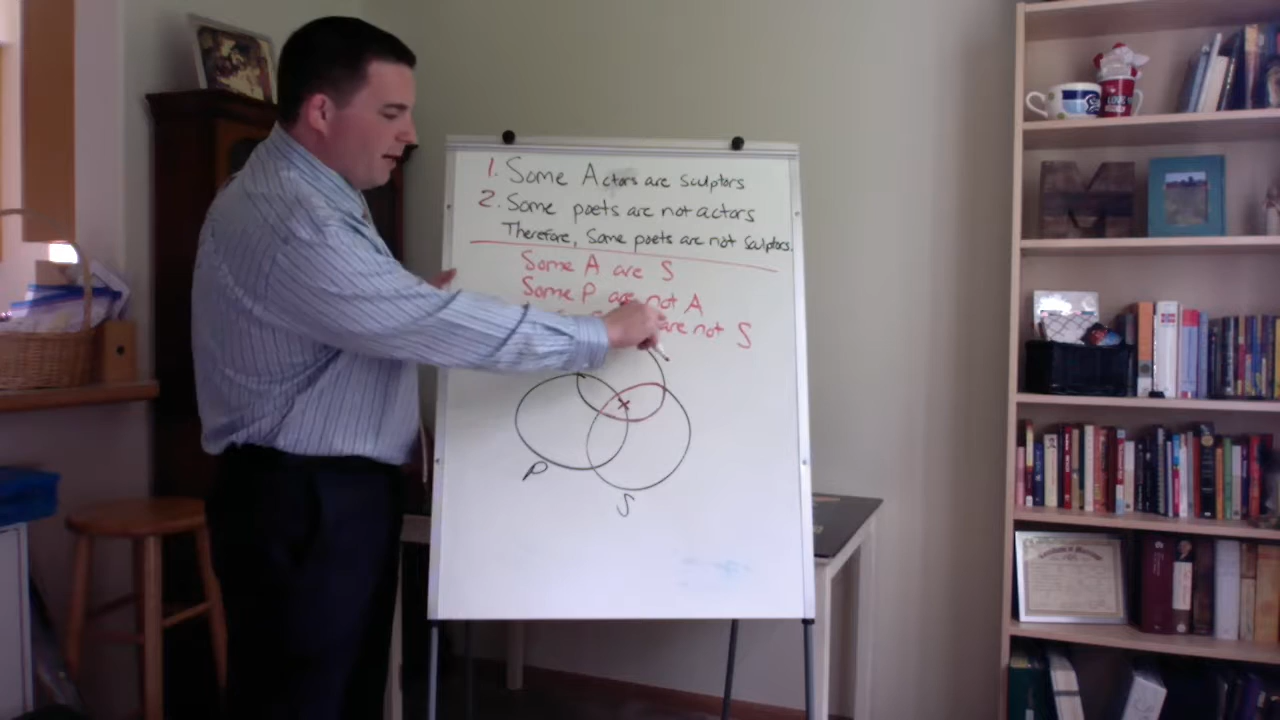 1. Some Actors are sculptors
2. Some poets are not actors
Therefore, Some poets are not sculptors.
Some A are S
Some P are not A
are not S
P
S